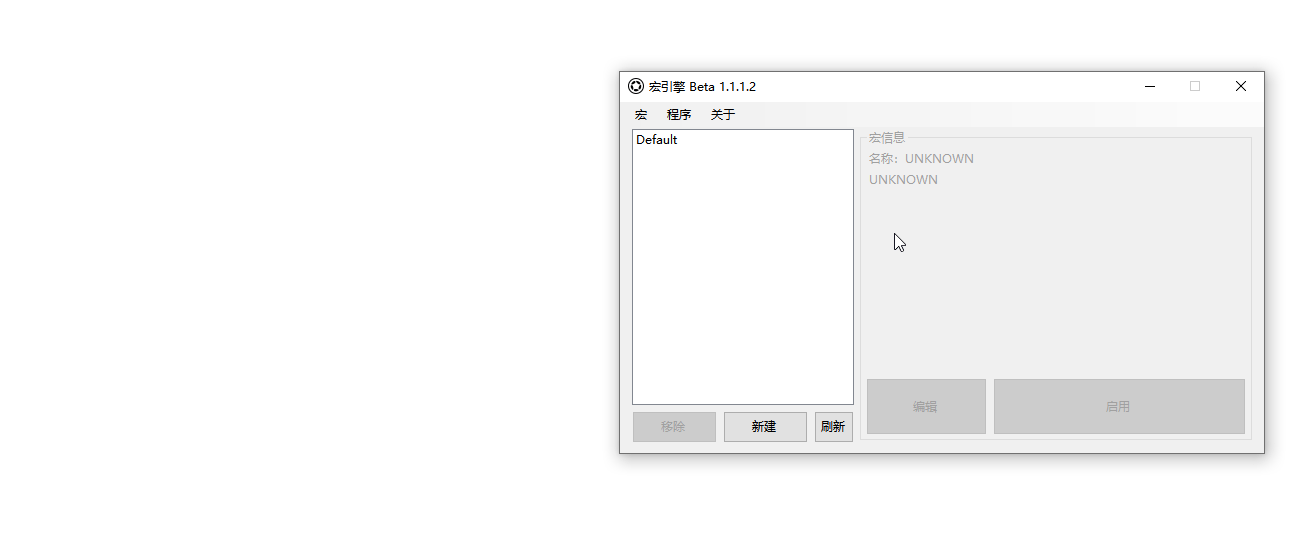 宏引擎 Beta 1.1.1.2
宏 程序 关于
Default
宏信息
名称：UNKNOWN
UNKNOWN
编辑 启用
移除 新建 刷新